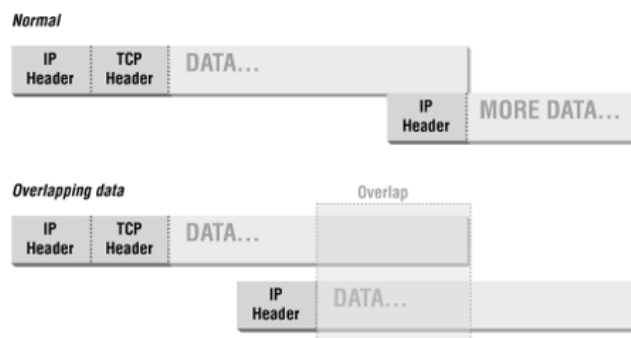 Normal
IP TCP DATA...
Header Header
IP MORE DATA...
Header
Overlapping data Overlap
IP TCP DATA...
Header Header
IP DATA...
Header